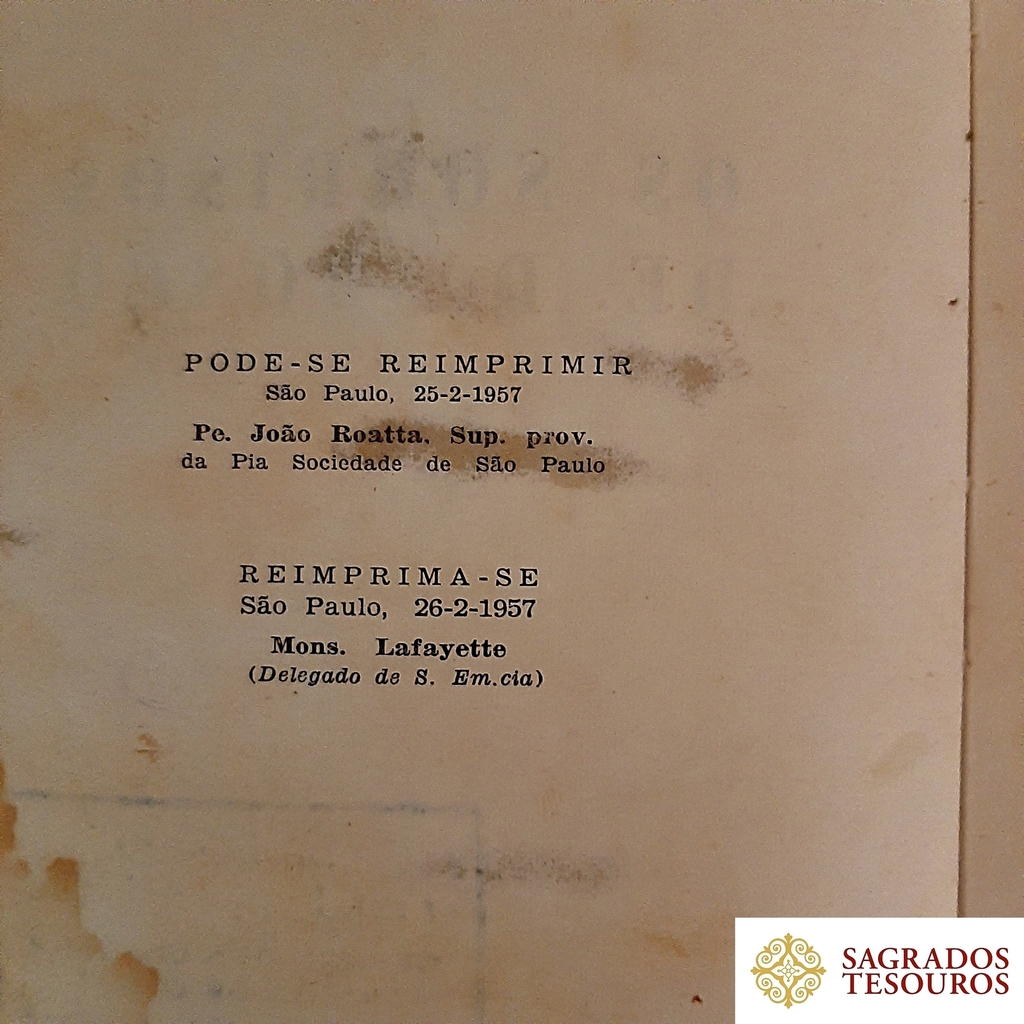 PODE-SE REIMPRIMIR
São Paulo, 25-2-1957
Pe. João Roatta, Sup. prov.
da Pia Sociedade de São Paulo
REIMPRIMA-SE
São Paulo, 26-2-1957
Mons. Lafayette
(Delegado de S. Em.cia)
SAGRADOS
TESOUROS